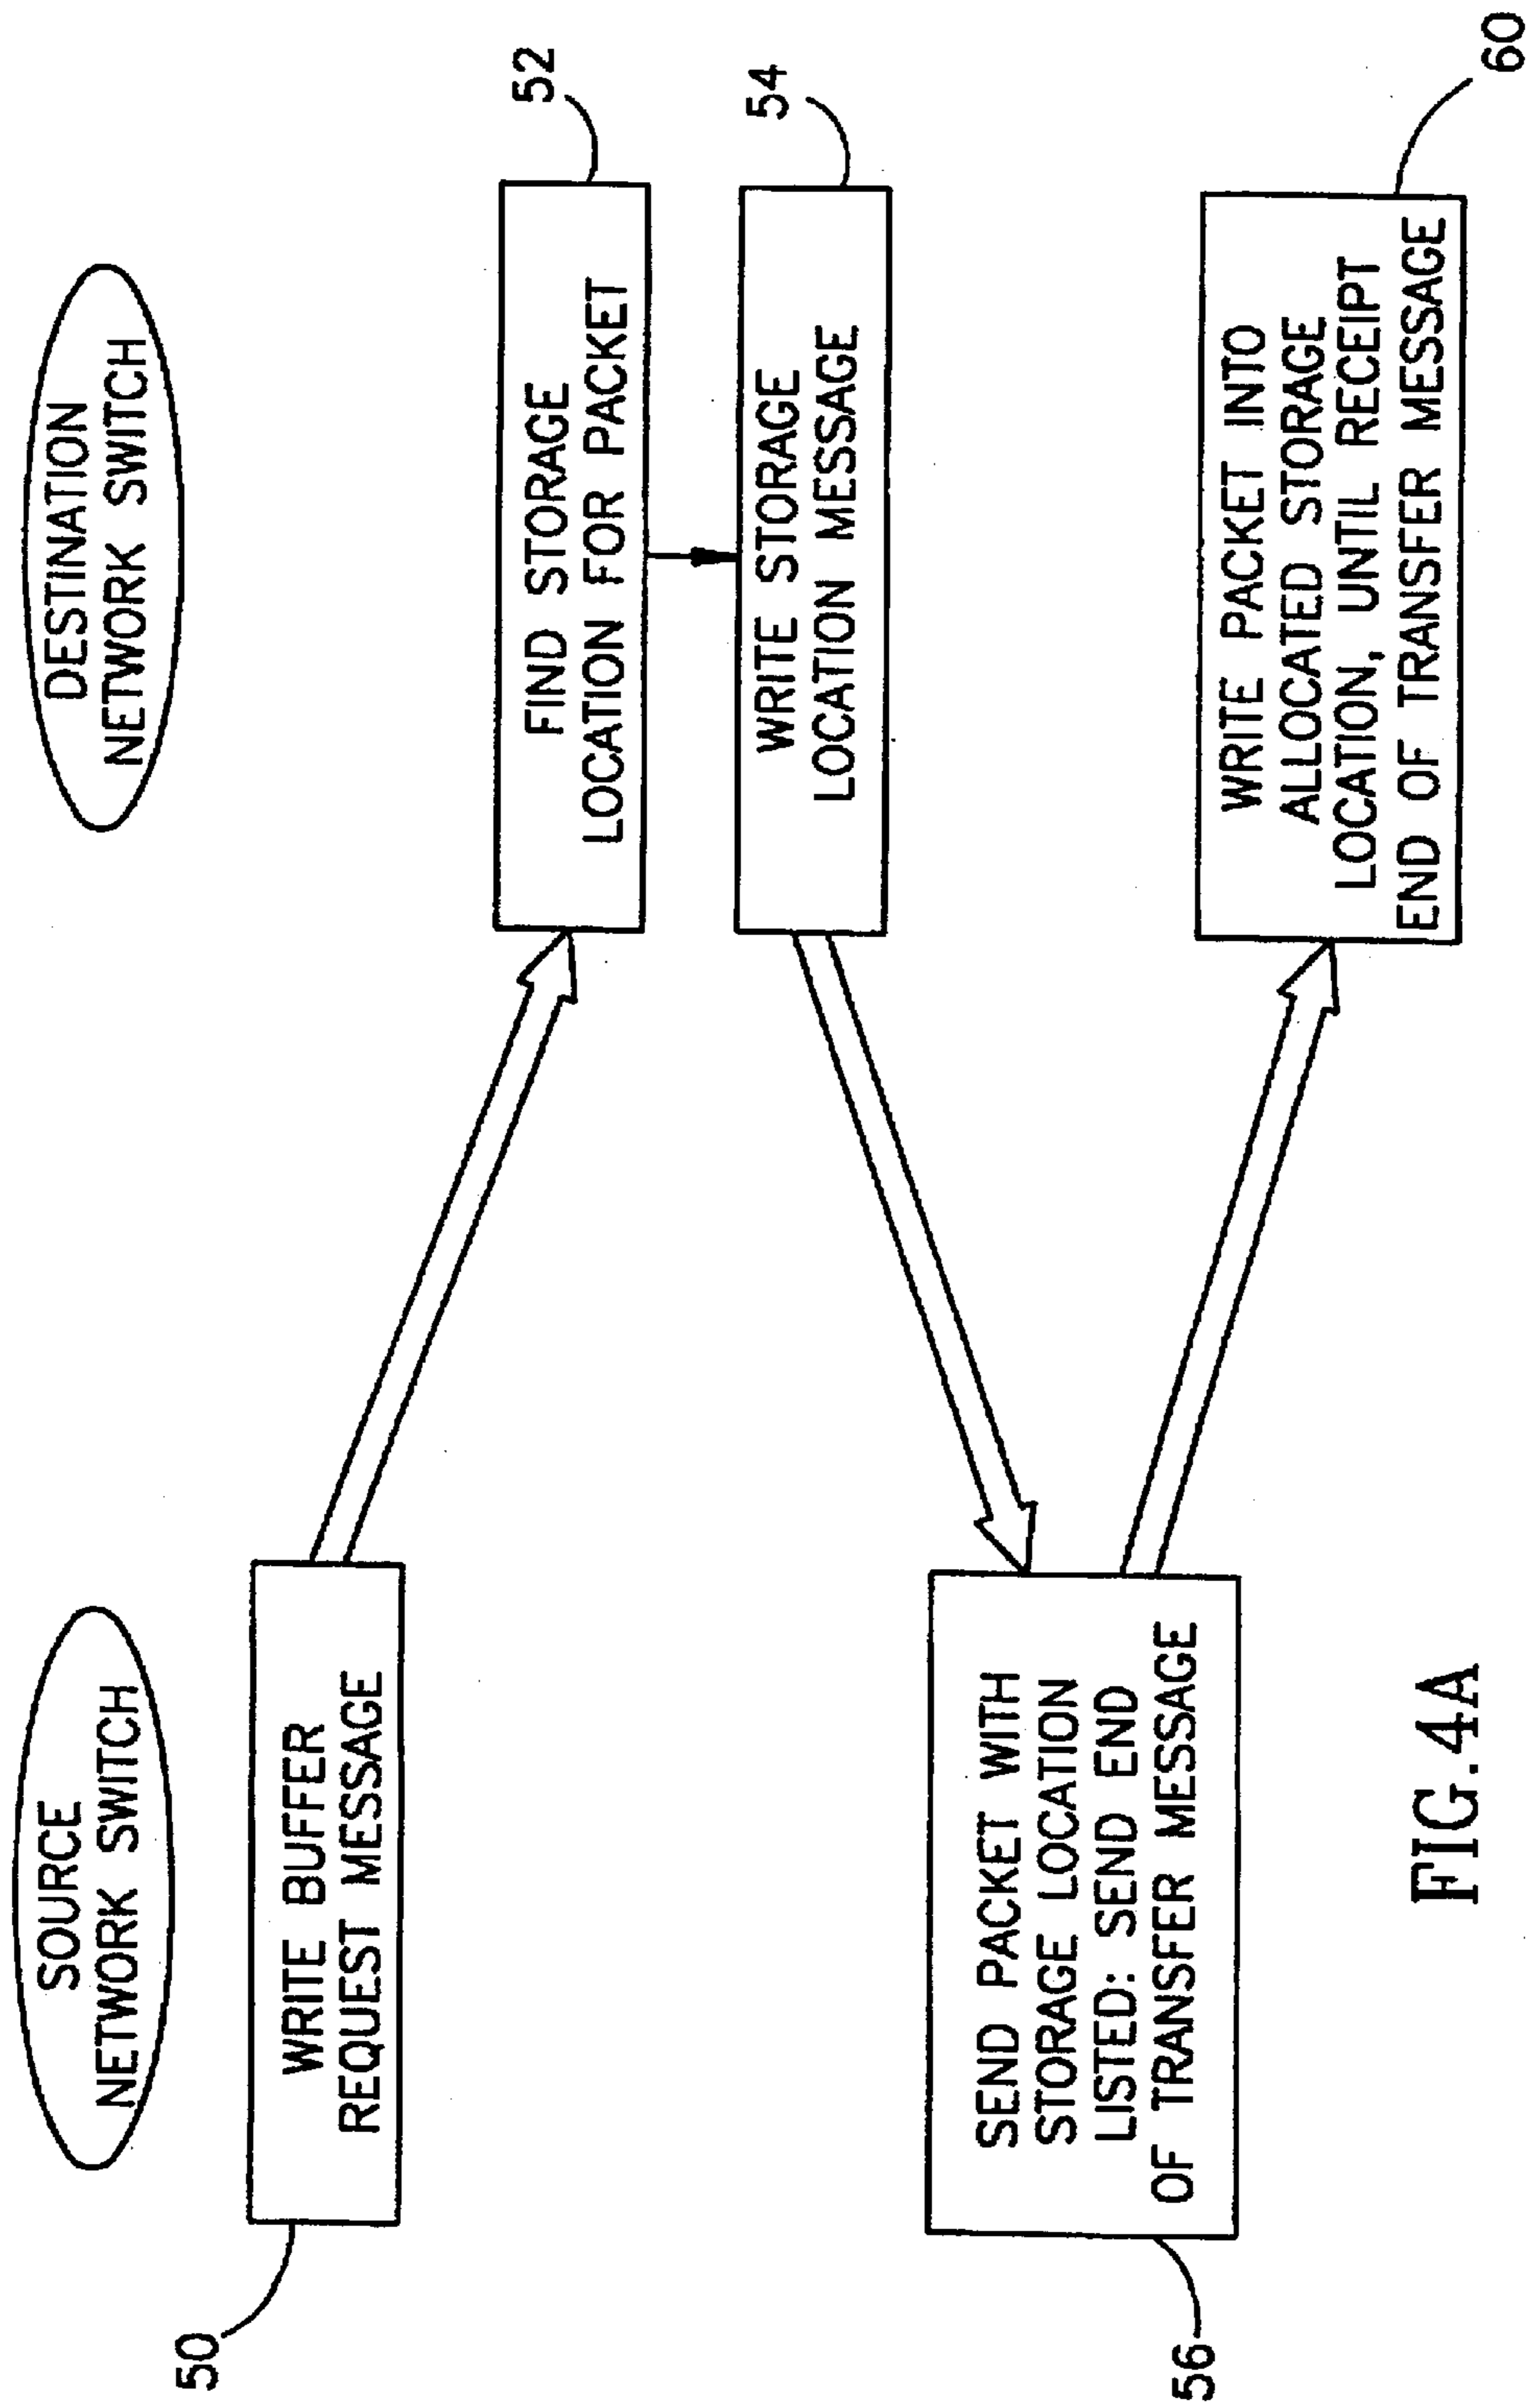 SOURCE
NETWORK SWITCH
DESTINATION
NETWORK SWITCH
50
WRITE BUFFER
REQUEST MESSAGE
FIND STORAGE
LOCATION FOR PACKET
52
WRITE STORAGE
LOCATION MESSAGE
54
SEND PACKET WITH
STORAGE LOCATION
LISTED: SEND END
OF TRANSFER MESSAGE
56
WRITE PACKET INTO
ALLOCATED STORAGE
LOCATION, UNTIL RECEIPT
END OF TRANSFER MESSAGE
60
FIG.4A